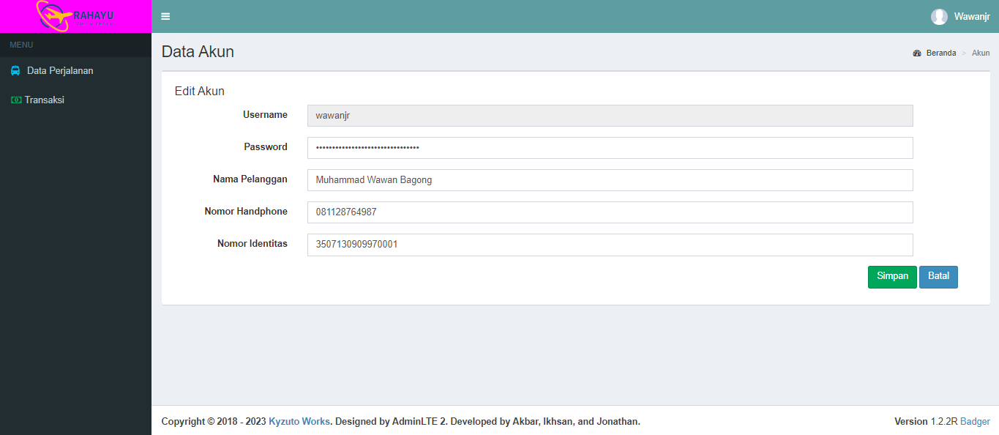 RAHAYU
Wawanjr
MENU
Data Perjalanan
Transaksi
Data Akun
Beranda > Akun
Edit Akun
Username wawanjr
Password ••••••••••••••••••••••••••••••••
Nama Pelanggan Muhammad Wawan Bagong
Nomor Handphone 081128764987
Nomor Identitas 3507130909970001
Simpan Batal
Copyright © 2018 - 2023 Kyzuto Works. Designed by AdminLTE 2. Developed by Akbar, Ikhsan, and Jonathan.
Version 1.2.2R Badger